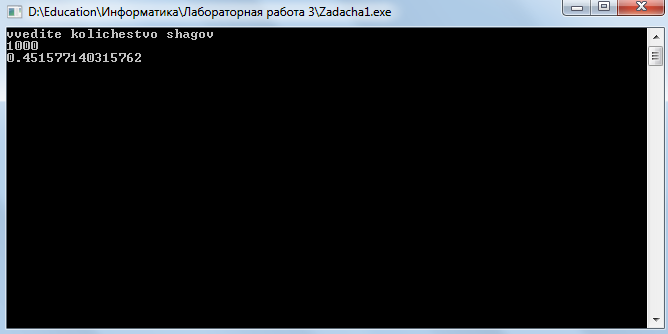 D:\Education\Информатика\Лабораторная работа 3\Zadacha1.exe
vvedite kolichestvo shagov
1000
0.451577140315762